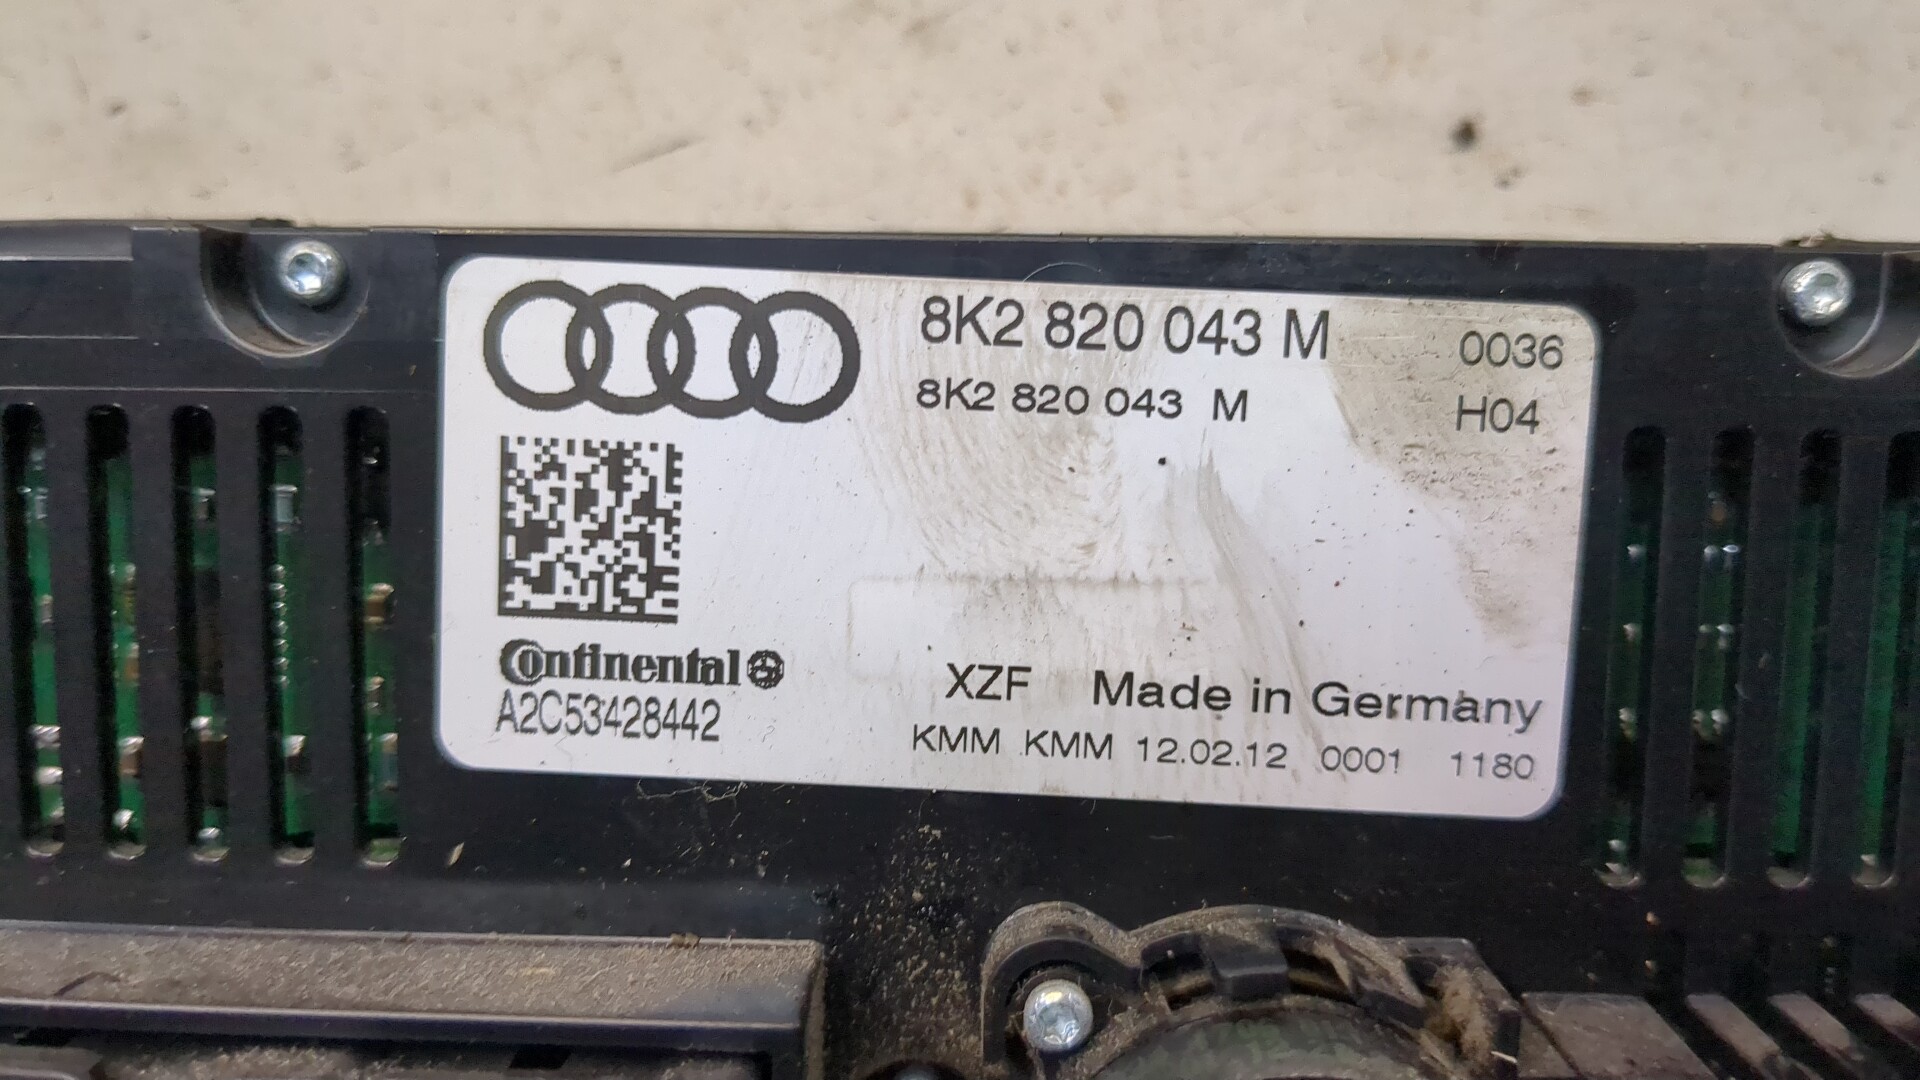 8K2 820 043 M 0036
8K2 820 043 M H04
Continental
A2C53428442
XZF Made in Germany
KMM KMM 12.02.12 0001 1180